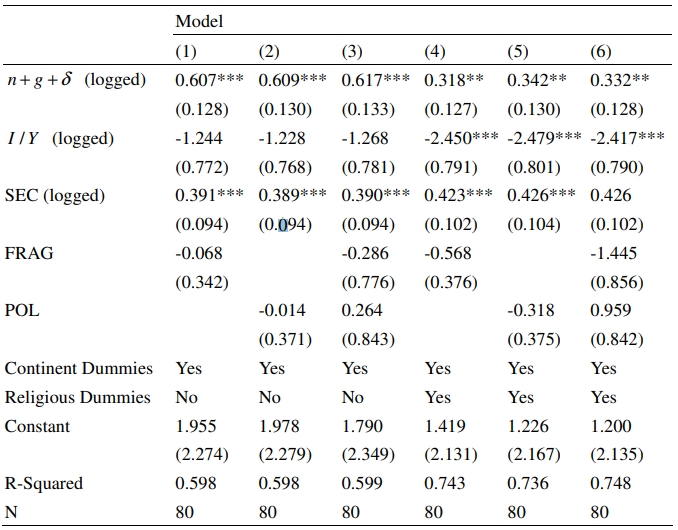 Model
(1) (2) (3) (4) (5) (6)
n + g + δ (logged) 0.607*** 0.609*** 0.617*** 0.318** 0.342** 0.332**
(0.128) (0.130) (0.133) (0.127) (0.130) (0.128)
I / Y (logged) -1.244 -1.228 -1.268 -2.450*** -2.479*** -2.417***
(0.772) (0.768) (0.781) (0.791) (0.801) (0.790)
SEC (logged) 0.391*** 0.389*** 0.390*** 0.423*** 0.426*** 0.426
(0.094) (0.094) (0.094) (0.102) (0.104) (0.102)
FRAG -0.068 -0.286 -0.568 -1.445
(0.342) (0.776) (0.376) (0.856)
POL -0.014 0.264 -0.318 0.959
(0.371) (0.843) (0.375) (0.842)
Continent Dummies Yes Yes Yes Yes Yes Yes
Religious Dummies No No No Yes Yes Yes
Constant 1.955 1.978 1.790 1.419 1.226 1.200
(2.274) (2.279) (2.349) (2.131) (2.167) (2.135)
R-Squared 0.598 0.598 0.599 0.743 0.736 0.748
N 80 80 80 80 80 80